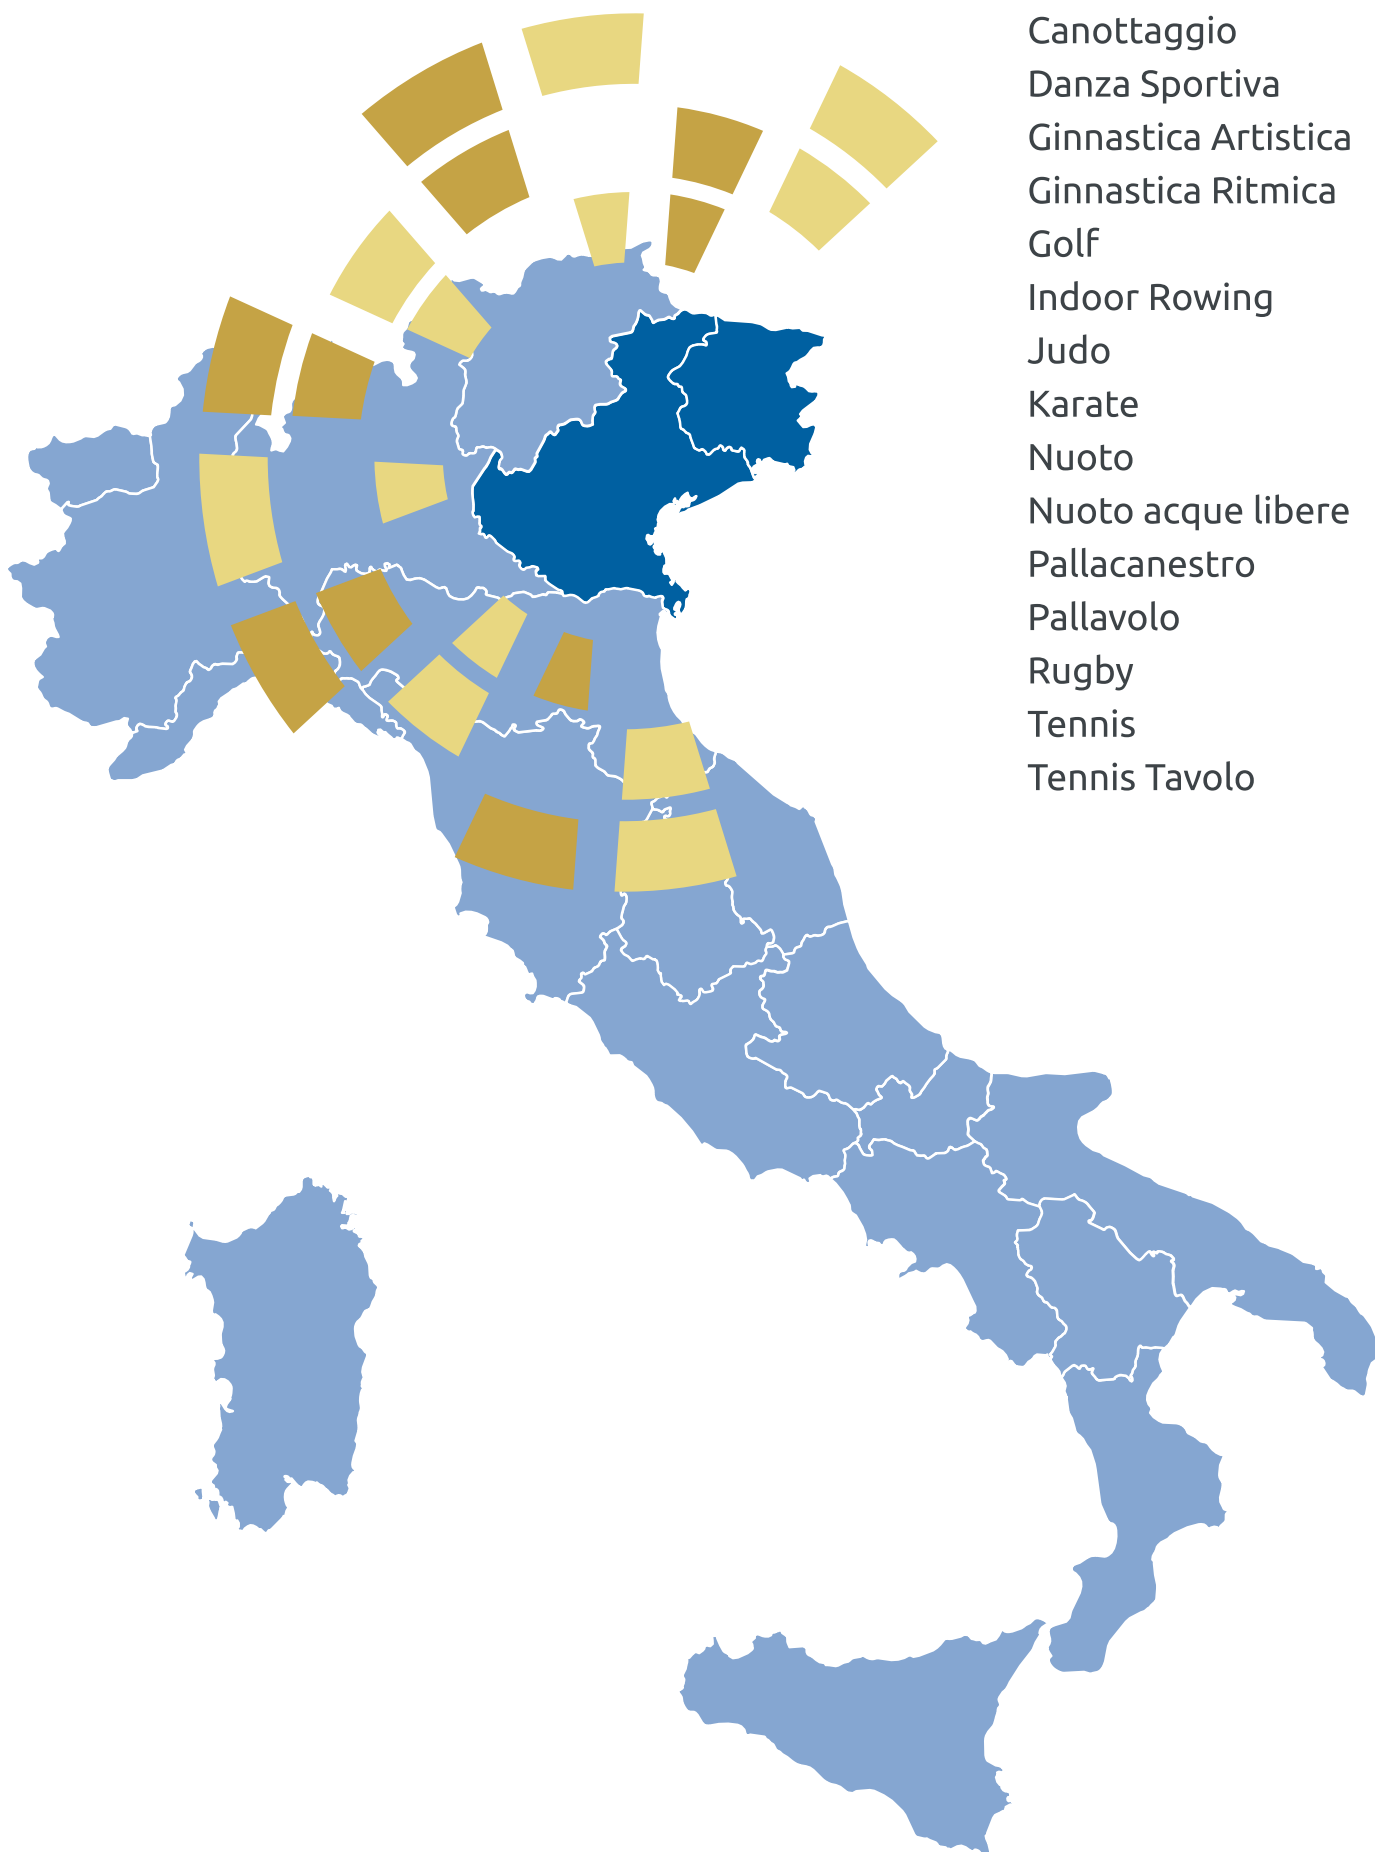 Canottaggio
Danza Sportiva
Ginnastica Artistica
Ginnastica Ritmica
Golf
Indoor Rowing
Judo
Karate
Nuoto
Nuoto acque libere
Pallacanestro
Pallavolo
Rugby
Tennis
Tennis Tavolo